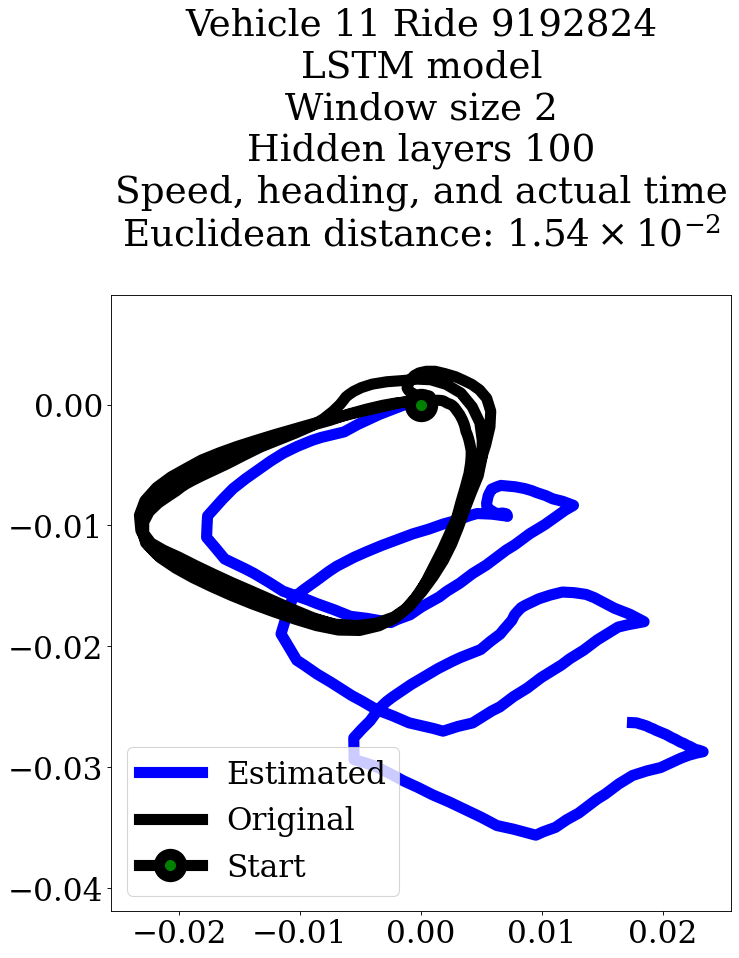 Vehicle 11 Ride 9192824
LSTM model
Window size 2
Hidden layers 100
Speed, heading, and actual time
Euclidean distance: 1.54 × 10⁻²
0.00
−0.01
−0.02
−0.03
−0.04
Estimated
Original
Start
−0.02 −0.01 0.00 0.01 0.02